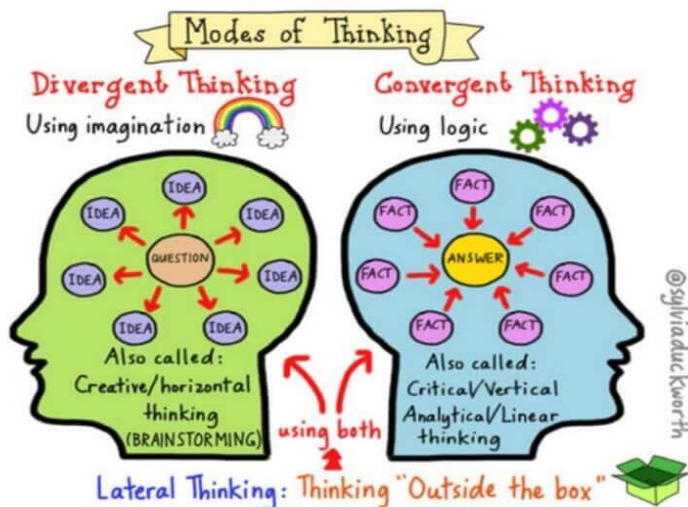 Modes of Thinking
Divergent Thinking
Using imagination
IDEA
IDEA
IDEA
IDEA
QUESTION
IDEA
IDEA
IDEA
Also called:
Creative/horizontal
thinking
(BRAINSTORMING)
Convergent Thinking
Using logic
FACT
FACT
FACT
FACT
ANSWER
FACT
FACT
FACT
Also called:
Critical/Vertical
Analytical/Linear
thinking
using both
Lateral Thinking: Thinking "Outside the box"
@sylviaduckworth